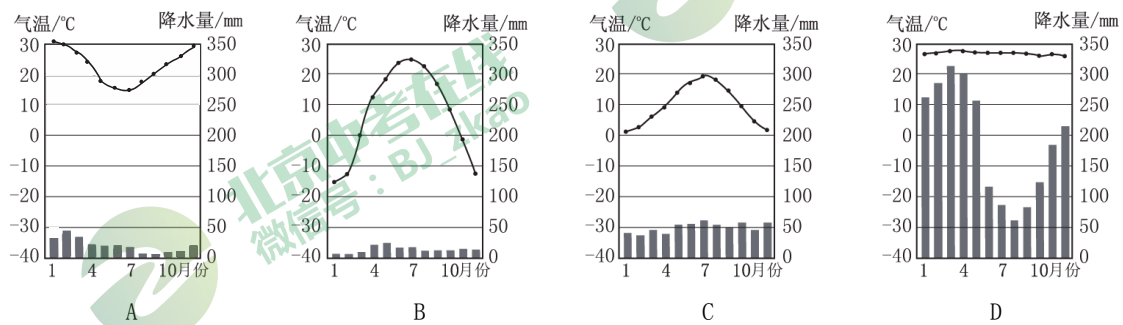 气温/℃ 降水量/mm 气温/℃ 降水量/mm 气温/℃ 降水量/mm 气温/℃ 降水量/mm
30 350 30 350 30 350 30 350
20 300 20 300 20 300 20 300
10 250 10 250 10 250 10 250
0 200 0 200 0 200 0 200
-10 150 -10 150 -10 150 -10 150
-20 100 -20 100 -20 100 -20 100
-30 50 -30 50 -30 50 -30 50
-40 0 -40 0 -40 0 -40 0
1 4 7 10月份 1 4 7 10月份 1 4 7 10月份 1 4 7 10月份
A B C D
北京中考在线
微信号：BJ_zkao